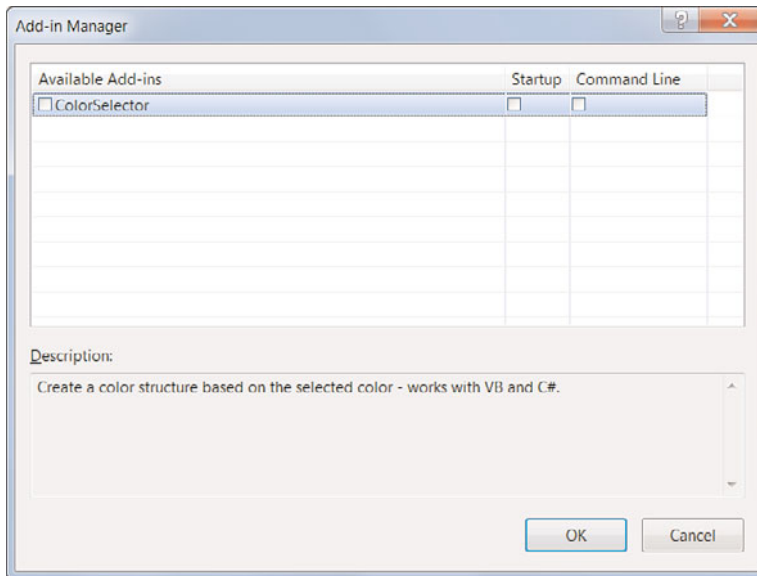 Add-in Manager
Available Add-ins Startup Command Line
ColorSelector
Description:
Create a color structure based on the selected color - works with VB and C#.
OK Cancel